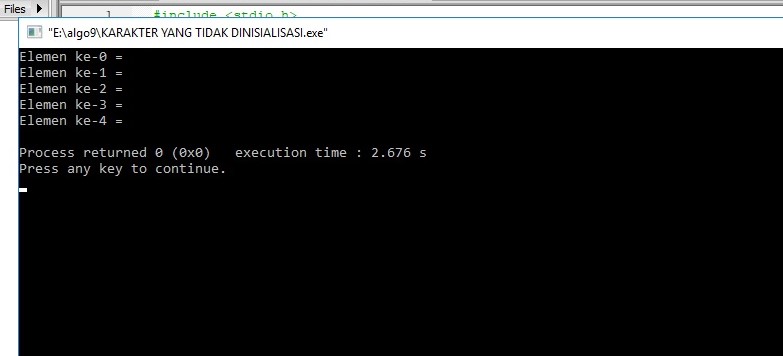 Files
1 #include <stdio.h>
"E:\algo9\KARAKTER YANG TIDAK DINISIALISASI.exe"
Elemen ke-0 =
Elemen ke-1 =
Elemen ke-2 =
Elemen ke-3 =
Elemen ke-4 =
Process returned 0 (0x0)   execution time : 2.676 s
Press any key to continue.